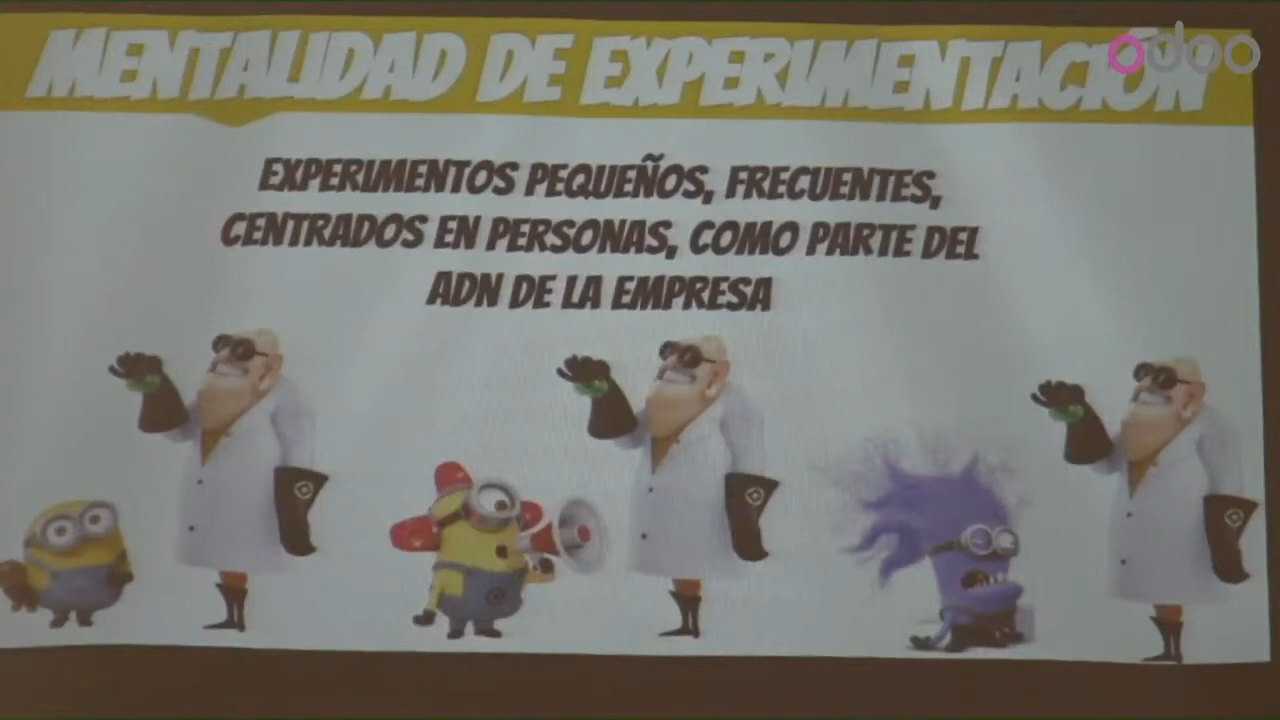 MENTALIDAD DE EXPERIMENTACIÓN
odoo
EXPERIMENTOS PEQUEÑOS, FRECUENTES,
CENTRADOS EN PERSONAS, COMO PARTE DEL
ADN DE LA EMPRESA